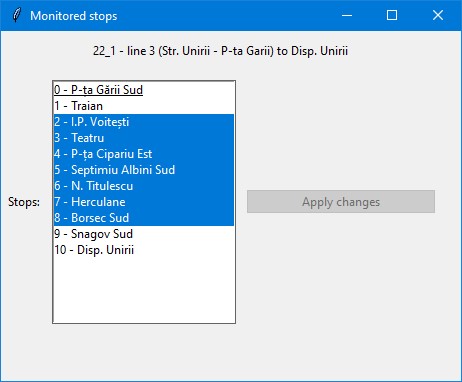 Monitored stops
22_1 - line 3 (Str. Unirii - P-ta Garii) to Disp. Unirii
0 - P-ța Gării Sud
1 - Traian
2 - I.P. Voitești
3 - Teatru
4 - P-ța Cipariu Est
5 - Septimiu Albini Sud
6 - N. Titulescu
7 - Herculane
8 - Borsec Sud
9 - Snagov Sud
10 - Disp. Unirii
Stops:
Apply changes